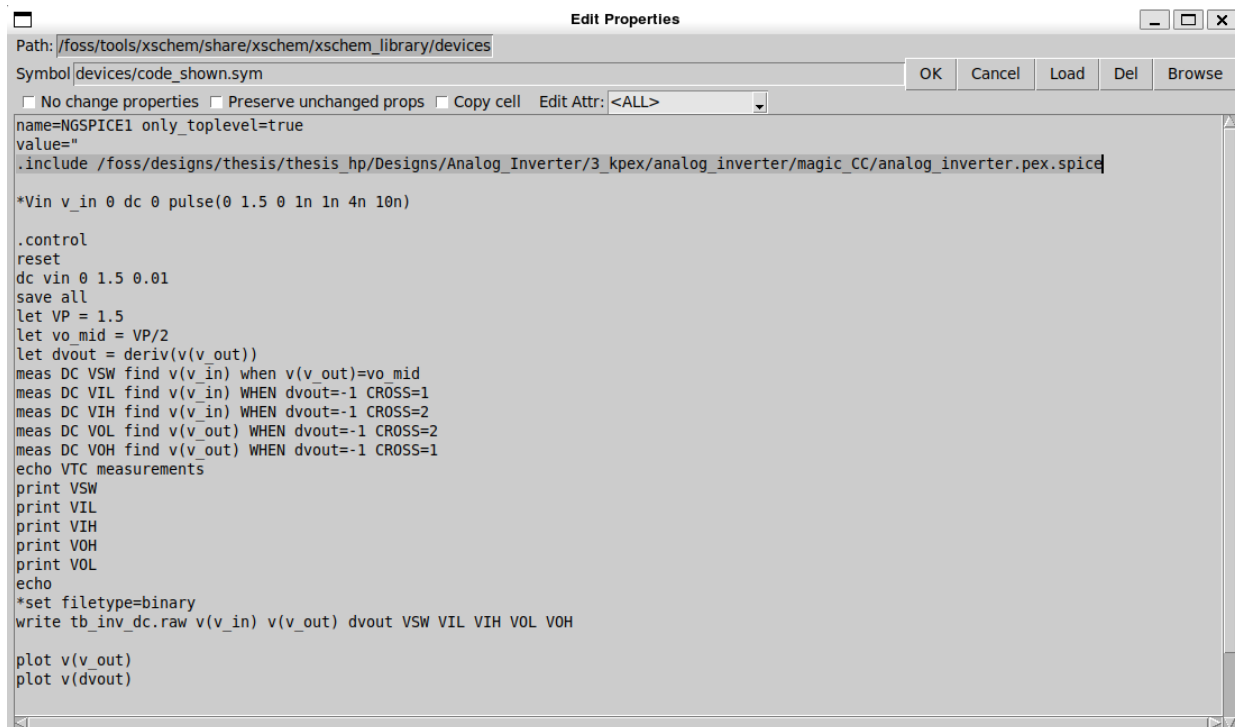 Edit Properties
Path: /foss/tools/xschem/share/xschem/xschem_library/devices
Symbol devices/code_shown.sym OK Cancel Load Del Browse
No change properties Preserve unchanged props Copy cell Edit Attr: <ALL>
name=NGSPICE1 only_toplevel=true
value="
.include /foss/designs/thesis/thesis_hp/Designs/Analog_Inverter/3_kpex/analog_inverter/magic_CC/analog_inverter.pex.spice
*Vin v_in 0 dc 0 pulse(0 1.5 0 1n 1n 4n 10n)
.control
reset
dc vin 0 1.5 0.01
save all
let VP = 1.5
let vo_mid = VP/2
let dvout = deriv(v(v_out))
meas DC VSW find v(v_in) when v(v_out)=vo_mid
meas DC VIL find v(v_in) WHEN dvout=-1 CROSS=1
meas DC VIH find v(v_in) WHEN dvout=-1 CROSS=2
meas DC VOL find v(v_out) WHEN dvout=-1 CROSS=2
meas DC VOH find v(v_out) WHEN dvout=-1 CROSS=1
echo VTC measurements
print VSW
print VIL
print VIH
print VOH
print VOL
echo
*set filetype=binary
write tb_inv_dc.raw v(v_in) v(v_out) dvout VSW VIL VIH VOL VOH
plot v(v_out)
plot v(dvout)